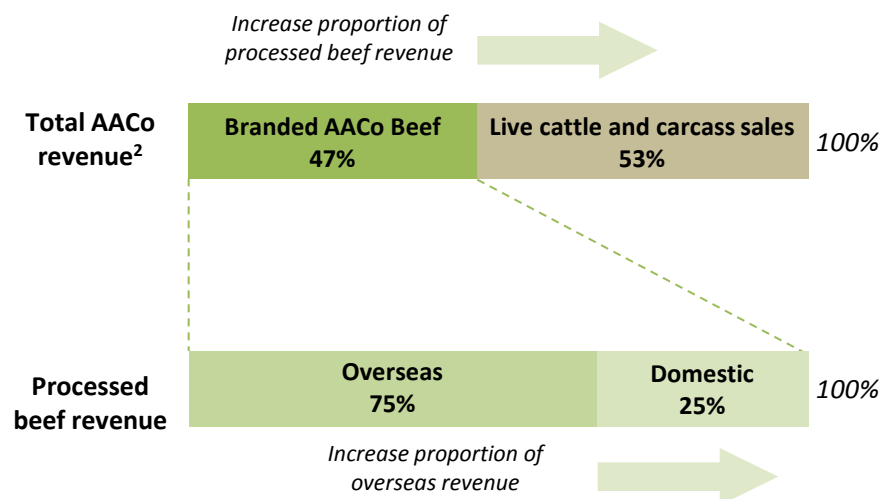 Increase proportion of
processed beef revenue
Total AACo
revenue²
Branded AACo Beef
47%
Live cattle and carcass sales
53%
100%
Processed
beef revenue
Overseas
75%
Domestic
25%
100%
Increase proportion of
overseas revenue